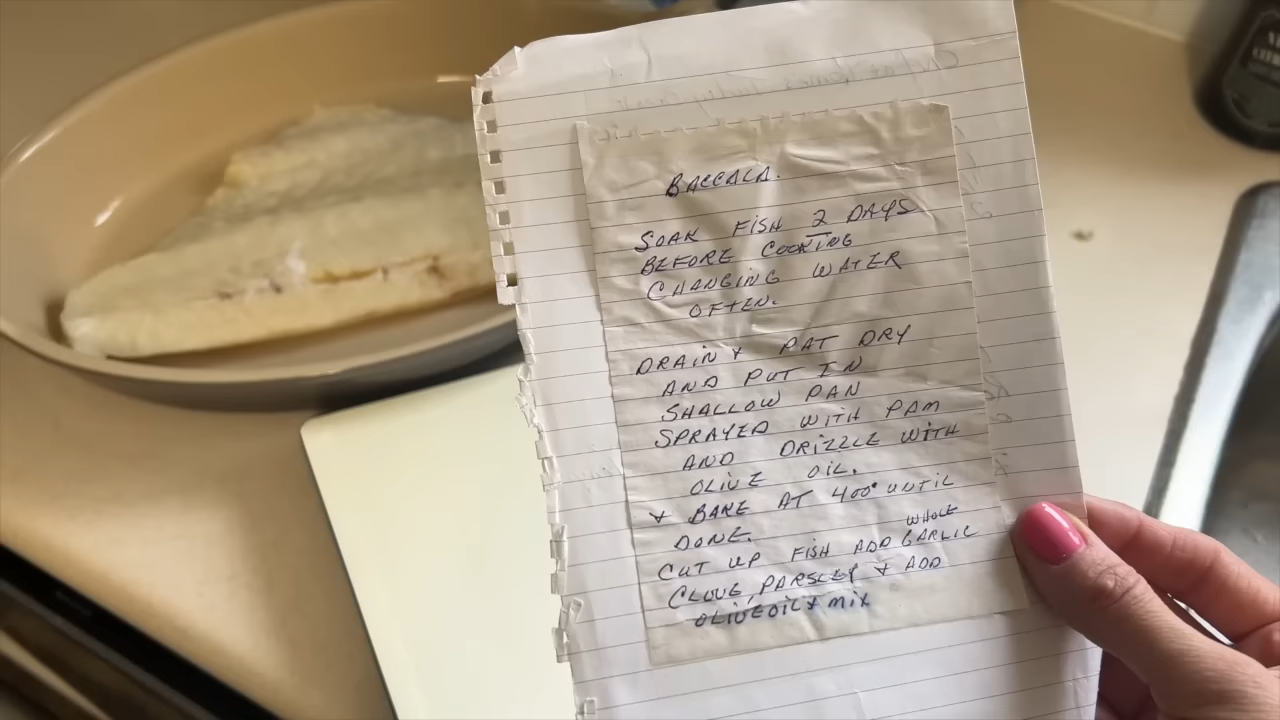 BACCALA.
SOAK FISH 2 DAYS
BEFORE COOKING
CHANGING WATER
OFTEN.
DRAIN & PAT DRY
AND PUT IN
SHALLOW PAN
SPRAYED WITH PAM
AND DRIZZLE WITH
OLIVE OIL.
& BAKE AT 400° UNTIL
DONE.
WHOLE
CUT UP FISH ADD GARLIC
CLOVE, PARSLEY & ADD
OLIVE OIL & MIX